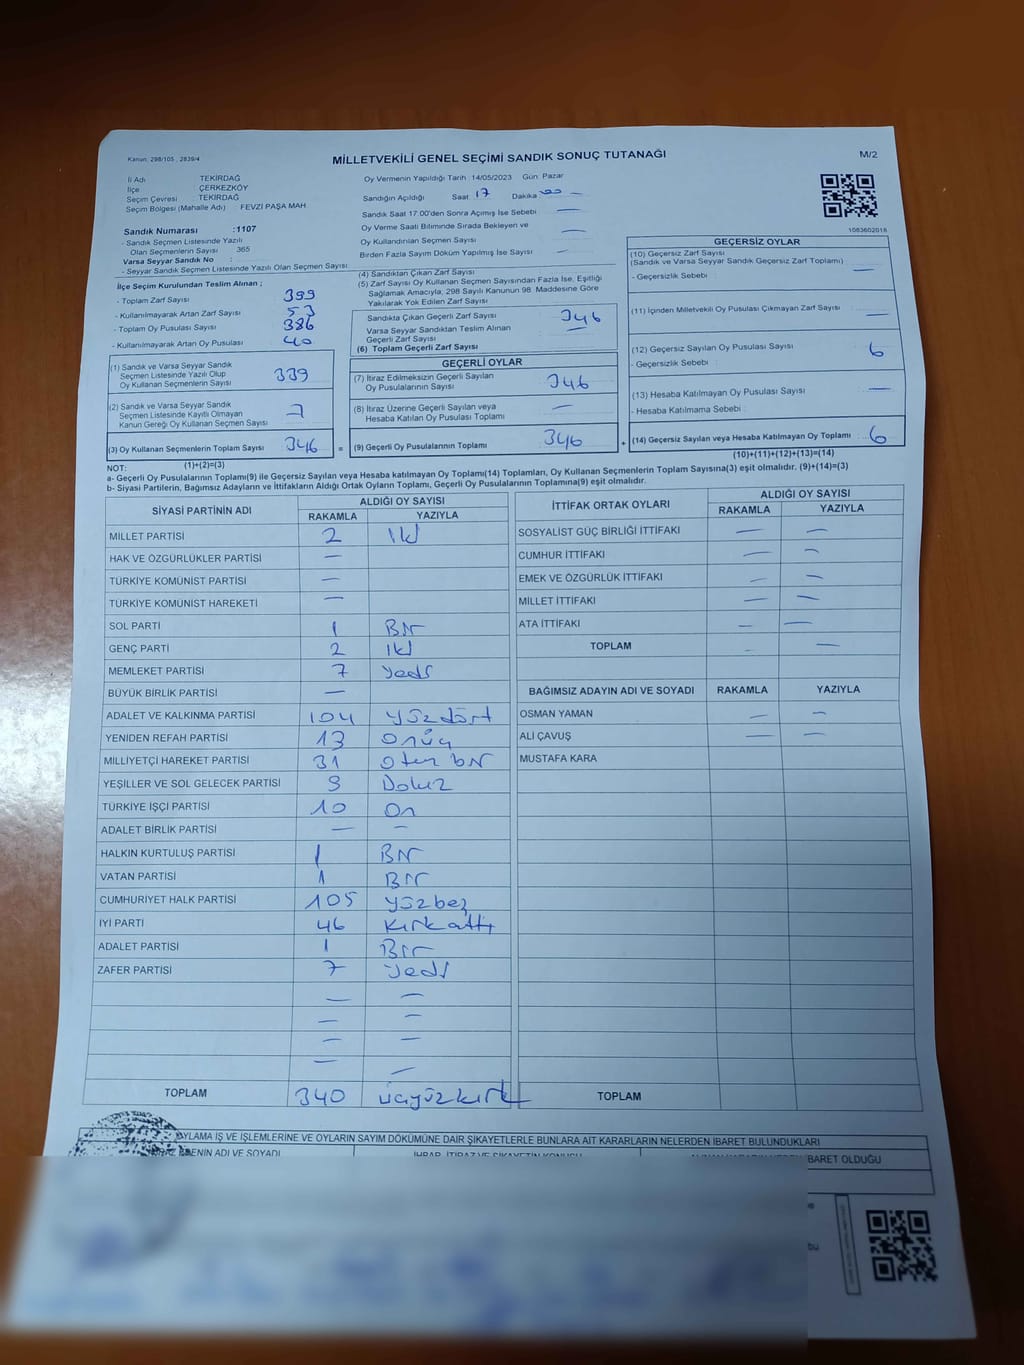 Kanun: 298/105 , 2839/4
MİLLETVEKİLİ GENEL SEÇİMİ SANDIK SONUÇ TUTANAĞI
M/2
İl Adı TEKİRDAĞ
İlçe ÇERKEZKÖY
Seçim Çevresi : TEKİRDAĞ
Seçim Bölgesi (Mahalle Adı) : FEVZİ PAŞA MAH
Oy Vermenin Yapıldığı Tarih :14/05/2023 Gün Pazar
Sandığın Açıldığı Saat 17 Dakika 00 —
Sandık Saat 17.00'den Sonra Açılmış İse Sebebi —
Oy Verme Saati Bitiminde Sırada Bekleyen ve
Oy Kullandırılan Seçmen Sayısı —
Birden Fazla Sayım Döküm Yapılmış İse Sayısı —
1083602018
Sandık Numarası :1107
- Sandık Seçmen Listesinde Yazılı
Olan Seçmenlerin Sayısı 365
Varsa Seyyar Sandık No :
- Seyyar Sandık Seçmen Listesinde Yazılı Olan Seçmen Sayısı
İlçe Seçim Kurulundan Teslim Alınan ;
- Toplam Zarf Sayısı 399
- Kullanılmayarak Artan Zarf Sayısı 53
- Toplam Oy Pusulası Sayısı 386
- Kullanılmayarak Artan Oy Pusulası 40
(4) Sandıktan Çıkan Zarf Sayısı
(5) Zarf Sayısı Oy Kullanan Seçmen Sayısından Fazla İse, Eşitliği
Sağlamak Amacıyla, 298 Sayılı Kanunun 98. Maddesine Göre
Yakılarak Yok Edilen Zarf Sayısı
Sandıkta Çıkan Geçerli Zarf Sayısı 346
Varsa Seyyar Sandıktan Teslim Alınan
Geçerli Zarf Sayısı —
(6) Toplam Geçerli Zarf Sayısı
GEÇERSİZ OYLAR
(10) Geçersiz Zarf Sayısı
(Sandık ve Varsa Seyyar Sandık Geçersiz Zarf Toplamı)
- Geçersizlik Sebebi : —
(11) İçinden Milletvekili Oy Pusulası Çıkmayan Zarf Sayısı —
(12) Geçersiz Sayılan Oy Pusulası Sayısı 6
- Geçersizlik Sebebi :
(13) Hesaba Katılmayan Oy Pusulası Sayısı —
- Hesaba Katılmama Sebebi :
(14) Geçersiz Sayılan veya Hesaba Katılmayan Oy Toplamı : 6
(10)+(11)+(12)+(13)=(14)
(1) Sandık ve Varsa Seyyar Sandık
Seçmen Listesinde Yazılı Olup
Oy Kullanan Seçmenlerin Sayısı 339
(2) Sandık ve Varsa Seyyar Sandık
Seçmen Listesinde Kayıtlı Olmayan
Kanun Gereği Oy Kullanan Seçmen Sayısı 7
(3) Oy Kullanan Seçmenlerin Toplam Sayısı 346 =
GEÇERLİ OYLAR
(7) İtiraz Edilmeksizin Geçerli Sayılan
Oy Pusulalarının Sayısı 346
(8) İtiraz Üzerine Geçerli Sayılan veya
Hesaba Katılan Oy Pusulası Toplamı —
(9) Geçerli Oy Pusulalarının Toplamı 346 +
NOT: (1)+(2)=(3)
a- Geçerli Oy Pusulalarının Toplamı(9) ile Geçersiz Sayılan veya Hesaba katılmayan Oy Toplamı(14) Toplamları, Oy Kullanan Seçmenlerin Toplam Sayısına(3) eşit olmalıdır. (9)+(14)=(3)
b- Siyasi Partilerin, Bağımsız Adayların ve İttifakların Aldığı Ortak Oyların Toplamı, Geçerli Oy Pusulalarının Toplamına(9) eşit olmalıdır.
SİYASİ PARTİNİN ADI ALDIĞI OY SAYISI
RAKAMLA YAZIYLA
MİLLET PARTİSİ 2 İki
HAK VE ÖZGÜRLÜKLER PARTİSİ —
TÜRKİYE KOMÜNİST PARTİSİ —
TÜRKİYE KOMÜNİST HAREKETİ —
SOL PARTİ 1 Bir
GENÇ PARTİ 2 İki
MEMLEKET PARTİSİ 7 Yedi
BÜYÜK BİRLİK PARTİSİ —
ADALET VE KALKINMA PARTİSİ 104 Yüzdört
YENİDEN REFAH PARTİSİ 13 Onüç
MİLLİYETÇİ HAREKET PARTİSİ 31 Otuz bir
YEŞİLLER VE SOL GELECEK PARTİSİ 9 Dokuz
TÜRKİYE İŞÇİ PARTİSİ 10 On
ADALET BİRLİK PARTİSİ — —
HALKIN KURTULUŞ PARTİSİ 1 Bir
VATAN PARTİSİ 1 Bir
CUMHURİYET HALK PARTİSİ 105 Yüzbeş
İYİ PARTİ 46 Kırkaltı
ADALET PARTİSİ 1 Bir
ZAFER PARTİSİ 7 Yedi
— —
— —
— —
— —
TOPLAM 340 üçyüzkırk
İTTİFAK ORTAK OYLARI ALDIĞI OY SAYISI
RAKAMLA YAZIYLA
SOSYALİST GÜÇ BİRLİĞİ İTTİFAKI — —
CUMHUR İTTİFAKI — —
EMEK VE ÖZGÜRLÜK İTTİFAKI — —
MİLLET İTTİFAKI — —
ATA İTTİFAKI — —
TOPLAM - —
BAĞIMSIZ ADAYIN ADI VE SOYADI RAKAMLA YAZIYLA
OSMAN YAMAN — —
ALİ ÇAVUŞ — —
MUSTAFA KARA
TOPLAM
OYLAMA İŞ VE İŞLEMLERİNE VE OYLARIN SAYIM DÖKÜMÜNE DAİR ŞİKAYETLERLE BUNLARA AİT KARARLARIN NELERDEN İBARET BULUNDUKLARI
ADI VE SOYADI
İBARET OLDUĞU